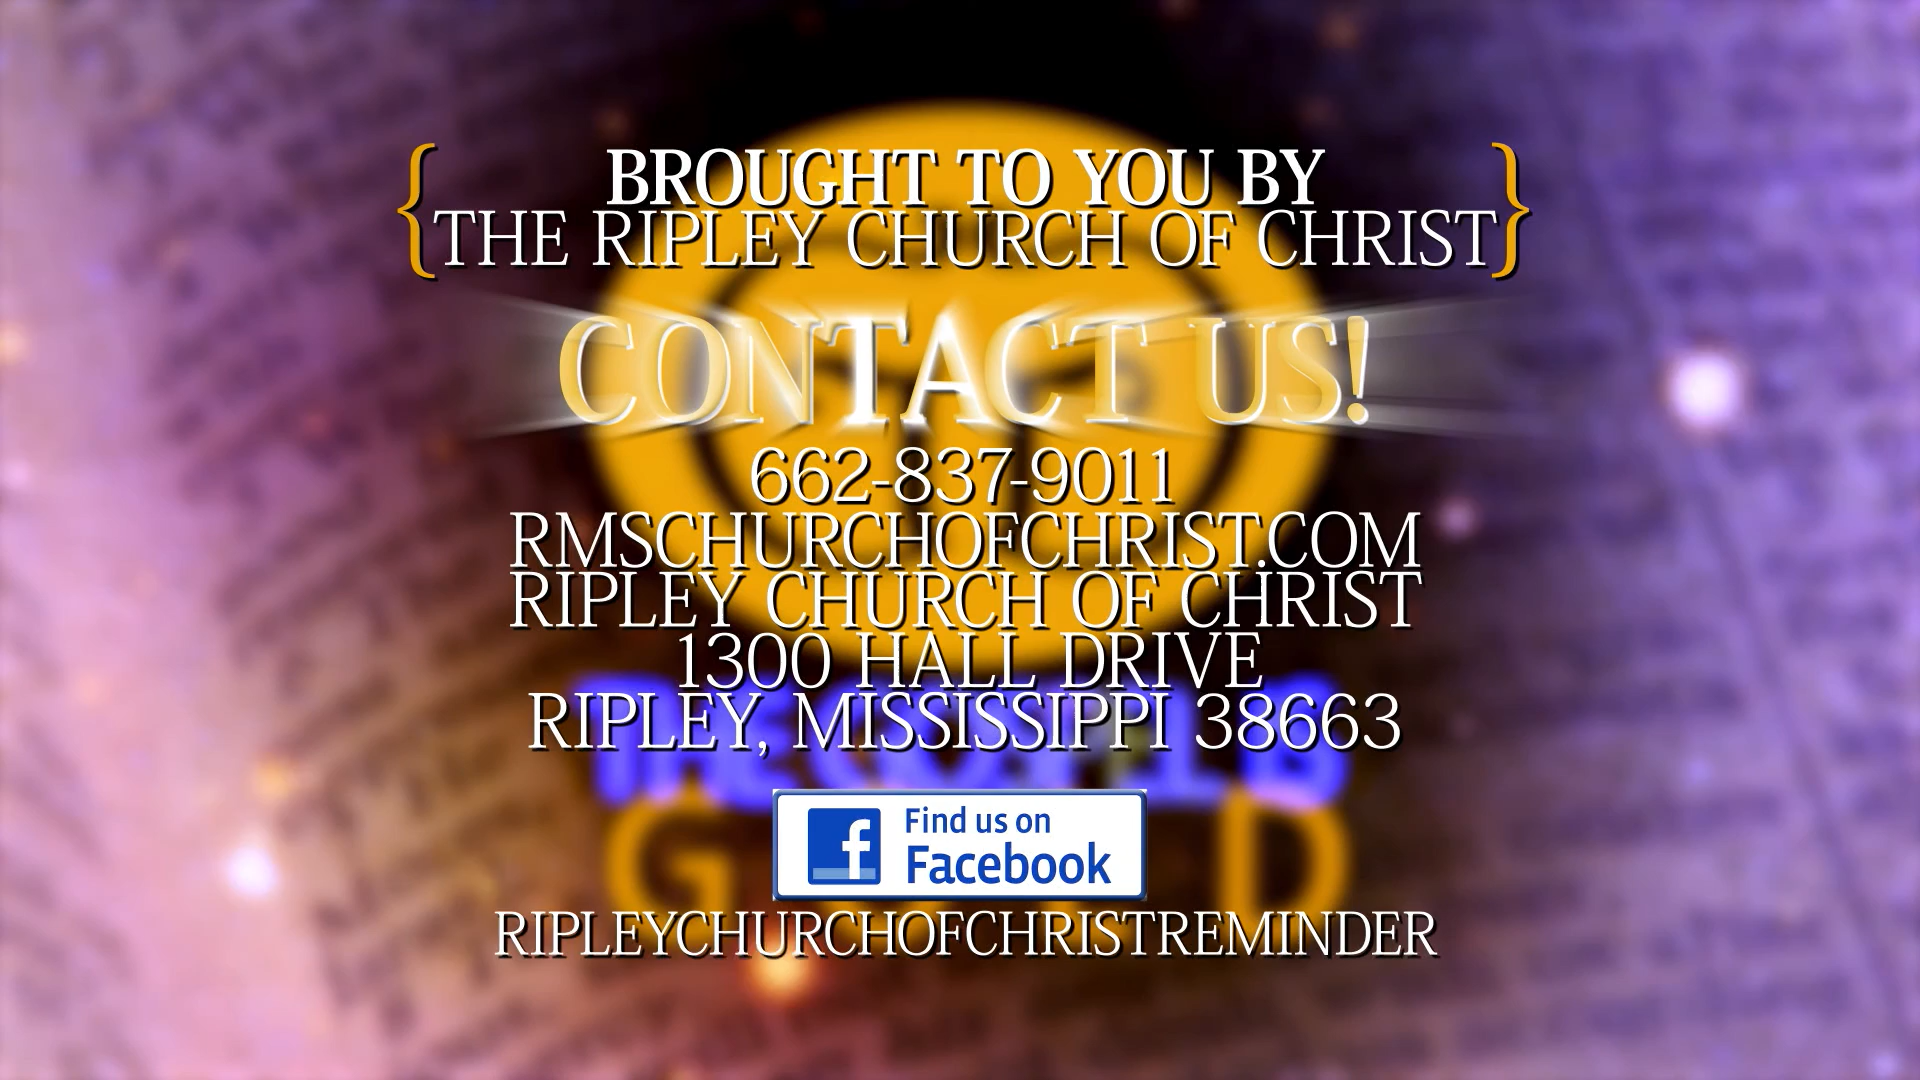 BROUGHT TO YOU BY
{THE RIPLEY CHURCH OF CHRIST}
CONTACT US!
662-837-9011
RMSCHURCHOFCHRIST.COM
RIPLEY CHURCH OF CHRIST
1300 HALL DRIVE
RIPLEY, MISSISSIPPI 38663
Find us on
Facebook
RIPLEYCHURCHOFCHRISTREMINDER